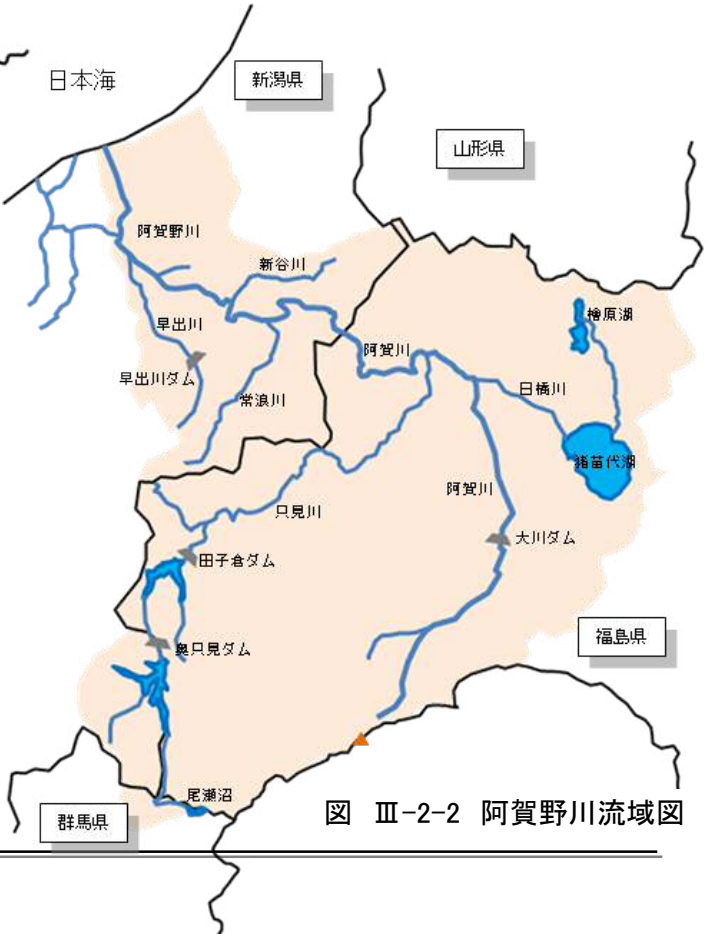 日本海
新潟県
山形県
阿賀野川
新谷川
檜原湖
早出川
阿賀川
早出川ダム
日橋川
常浪川
猪苗代湖
阿賀川
只見川
大川ダム
田子倉ダム
福島県
奥只見ダム
尾瀬沼
群馬県
図 Ⅲ-2-2 阿賀野川流域図